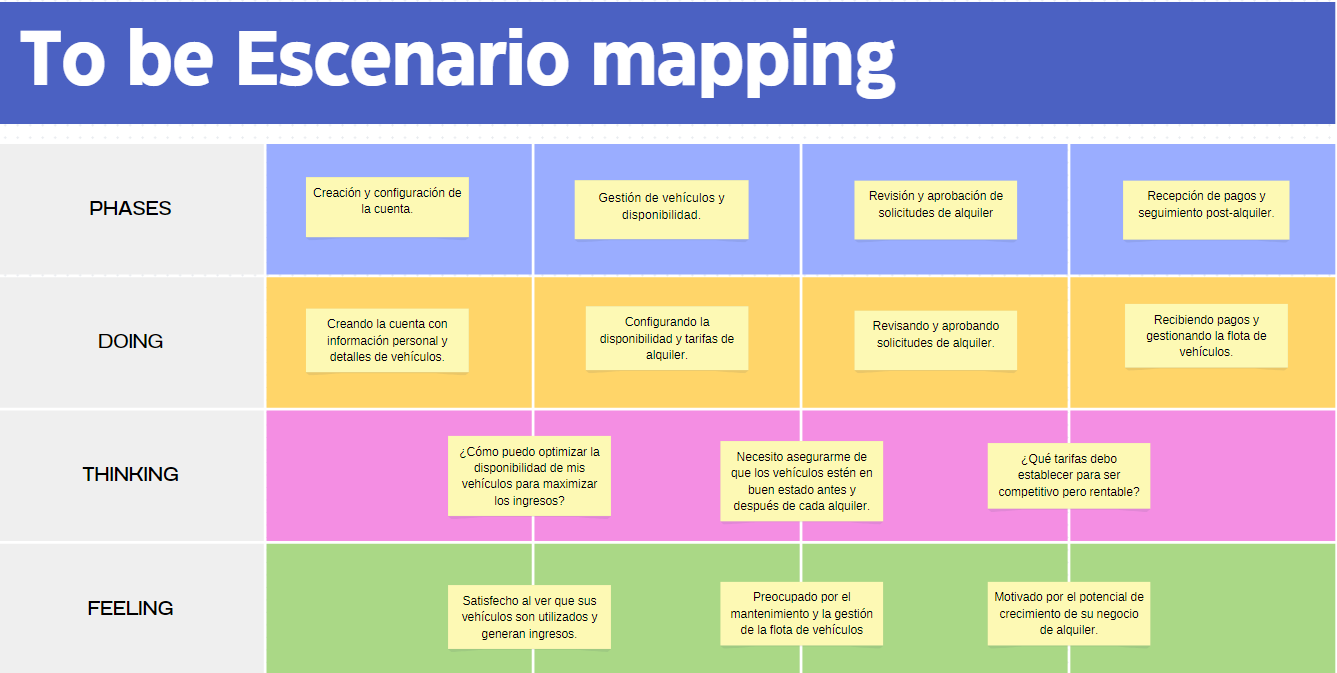 To be Escenario mapping
PHASES
Creación y configuración de
la cuenta.
Gestión de vehículos y
disponibilidad.
Revisión y aprobación de
solicitudes de alquiler
Recepción de pagos y
seguimiento post-alquiler.
DOING
Creando la cuenta con
información personal y
detalles de vehículos.
Configurando la
disponibilidad y tarifas de
alquiler.
Revisando y aprobando
solicitudes de alquiler.
Recibiendo pagos y
gestionando la flota de
vehículos.
THINKING
¿Cómo puedo optimizar la
disponibilidad de mis
vehículos para maximizar
los ingresos?
Necesito asegurarme de
que los vehículos estén en
buen estado antes y
después de cada alquiler.
¿Qué tarifas debo
establecer para ser
competitivo pero rentable?
FEELING
Satisfecho al ver que sus
vehículos son utilizados y
generan ingresos.
Preocupado por el
mantenimiento y la gestión
de la flota de vehículos
Motivado por el potencial de
crecimiento de su negocio
de alquiler.